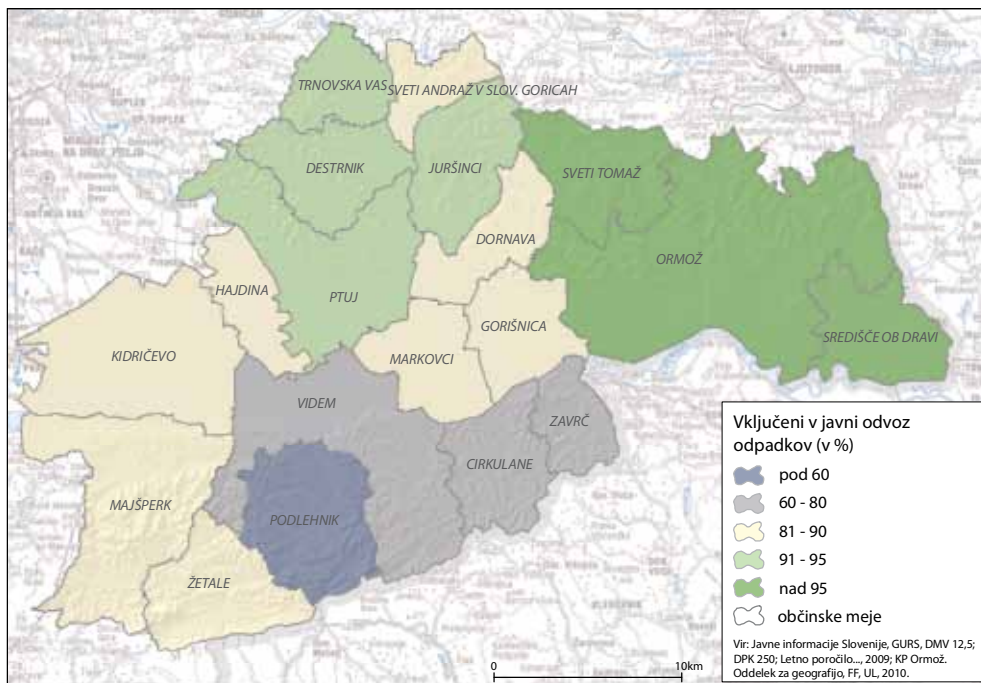 TRNOVSKA VAS
SVETI ANDRAŽ V SLOV. GORICAH
DESTRNIK
JURŠINCI
SVETI TOMAŽ
DORNAVA
ORMOŽ
HAJDINA
PTUJ
GORIŠNICA
KIDRIČEVO
MARKOVCI
SREDIŠČE OB DRAVI
VIDEM
ZAVRČ
CIRKULANE
MAJŠPERK
PODLEHNIK
ŽETALE
Vključeni v javni odvoz
odpadkov (v %)
pod 60
60 - 80
81 - 90
91 - 95
nad 95
občinske meje
Vir: Javne informacije Slovenije, GURS, DMV 12,5;
DPK 250; Letno poročilo..., 2009; KP Ormož.
Oddelek za geografijo, FF, UL, 2010.
0 10km